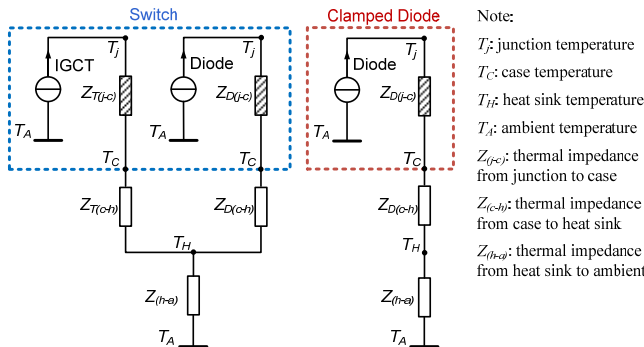 Switch
Clamped Diode
Note:
Tj
Tj
Tj
IGCT
Diode
Diode
Tj: junction temperature
TC: case temperature
ZT(j-c)
ZD(j-c)
ZD(j-c)
TH: heat sink temperature
TA
TA
TA
TA: ambient temperature
TC
TC
TC
Z(j-c): thermal impedance
from junction to case
ZT(c-h)
ZD(c-h)
ZD(c-h)
Z(c-h): thermal impedance
from case to heat sink
TH
TH
Z(h-a): thermal impedance
from heat sink to ambient
Z(h-a)
Z(h-a)
TA
TA